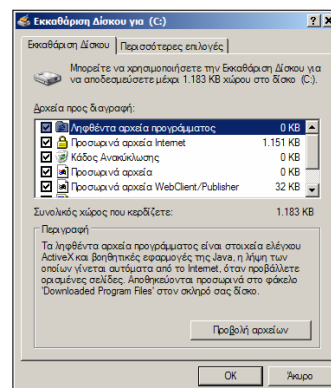 Εκκαθάριση Δίσκου για (C:)
Εκκαθάριση Δίσκου
Περισσότερες επιλογές
Μπορείτε να χρησιμοποιήσετε την Εκκαθάριση Δίσκου για
να αποδεσμεύσετε μέχρι 1.183 KB χώρου στο δίσκο (C:).
Αρχεία προς διαγραφή:
Ληφθέντα αρχεία προγράμματος 0 KB
Προσωρινά αρχεία Internet 1.151 KB
Κάδος Ανακύκλωσης 0 KB
Προσωρινά αρχεία 0 KB
Προσωρινά αρχεία WebClient/Publisher 32 KB
Συνολικός χώρος που κερδίζετε: 1.183 KB
Περιγραφή
Τα ληφθέντα αρχεία προγράμματος είναι στοιχεία ελέγχου
ActiveX και βοηθητικές εφαρμογές της Java, η λήψη των
οποίων γίνεται αυτόματα από το Internet, όταν προβάλλετε
ορισμένες σελίδες. Αποθηκεύονται προσωρινά στο φάκελο
'Downloaded Program Files' στον σκληρό σας δίσκο.
Προβολή αρχείων
OK
Άκυρο